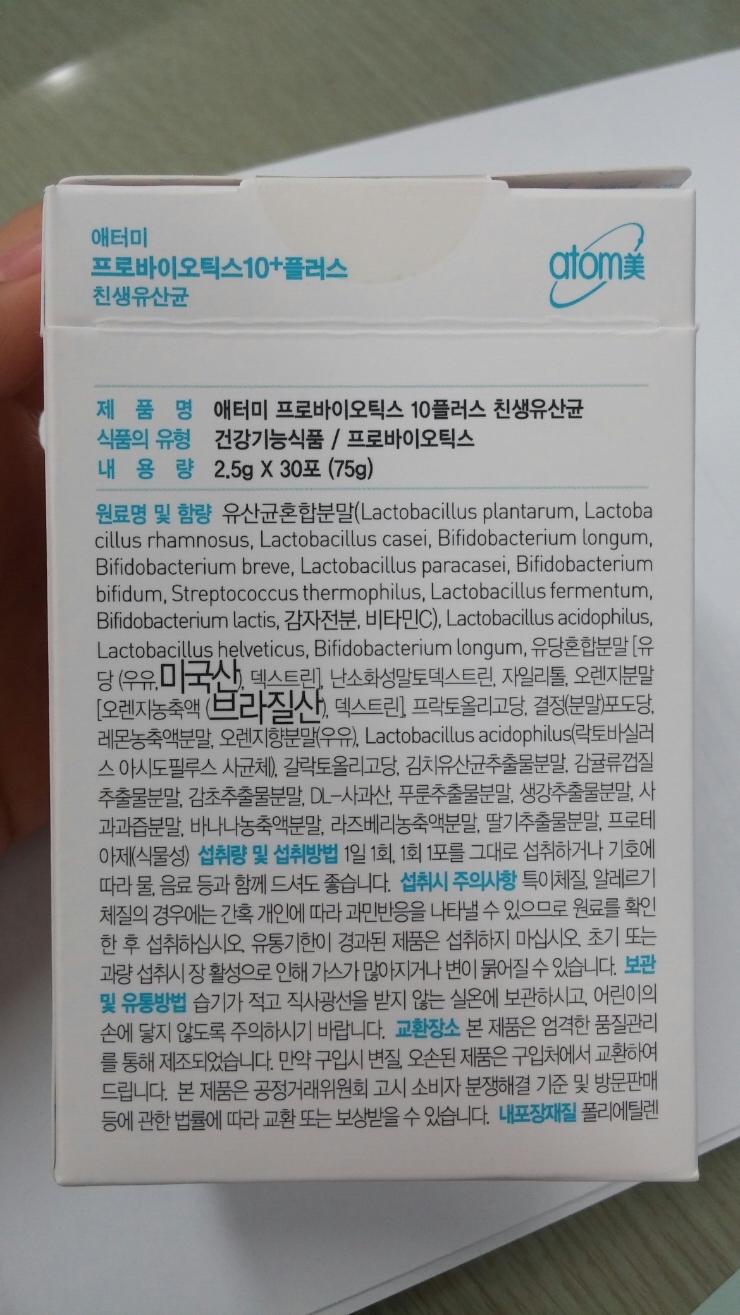 애터미
프로바이오틱스10+플러스
친생유산균
atom美
제 품 명 애터미 프로바이오틱스 10플러스 친생유산균
식품의 유형 건강기능식품 / 프로바이오틱스
내 용 량 2.5g X 30포 (75g)
원료명 및 함량 유산균혼합분말(Lactobacillus plantarum, Lactoba
cillus rhamnosus, Lactobacillus casei, Bifidobacterium longum,
Bifidobacterium breve, Lactobacillus paracasei, Bifidobacterium
bifidum, Streptococcus thermophilus, Lactobacillus fermentum,
Bifidobacterium lactis, 감자전분, 비타민C), Lactobacillus acidophilus,
Lactobacillus helveticus, Bifidobacterium longum, 유당혼합분말 [유
당 (우유,미국산), 덱스트린], 난소화성말토덱스트린, 자일리톨, 오렌지분말
[오렌지농축액 (브라질산), 덱스트린], 프락토올리고당, 결정(분말)포도당,
레몬농축액분말, 오렌지향분말(우유), Lactobacillus acidophilus(락토바실러
스 아시도필루스 사균체), 갈락토올리고당, 김치유산균추출물분말, 감귤류껍질
추출물분말, 감초추출물분말, DL-사과산, 푸룬추출물분말, 생강추출물분말, 사
과과즙분말, 바나나농축액분말, 라즈베리농축액분말, 딸기추출물분말, 프로테
아제(식물성) 섭취량 및 섭취방법 1일 1회, 1회 1포를 그대로 섭취하거나 기호에
따라 물, 음료 등과 함께 드셔도 좋습니다. 섭취시 주의사항 특이체질, 알레르기
체질의 경우에는 간혹 개인에 따라 과민반응을 나타낼 수 있으므로 원료를 확인
한 후 섭취하십시오. 유통기한이 경과된 제품은 섭취하지 마십시오. 초기 또는
과량 섭취시 장 활성으로 인해 가스가 많아지거나 변이 묽어질 수 있습니다. 보관
및 유통방법 습기가 적고 직사광선을 받지 않는 실온에 보관하시고, 어린이의
손에 닿지 않도록 주의하시기 바랍니다. 교환장소 본 제품은 엄격한 품질관리
를 통해 제조되었습니다. 만약 구입시 변질, 오손된 제품은 구입처에서 교환하여
드립니다. 본 제품은 공정거래위원회 고시 소비자 분쟁해결 기준 및 방문판매
등에 관한 법률에 따라 교환 또는 보상받을 수 있습니다. 내포장재질 폴리에틸렌